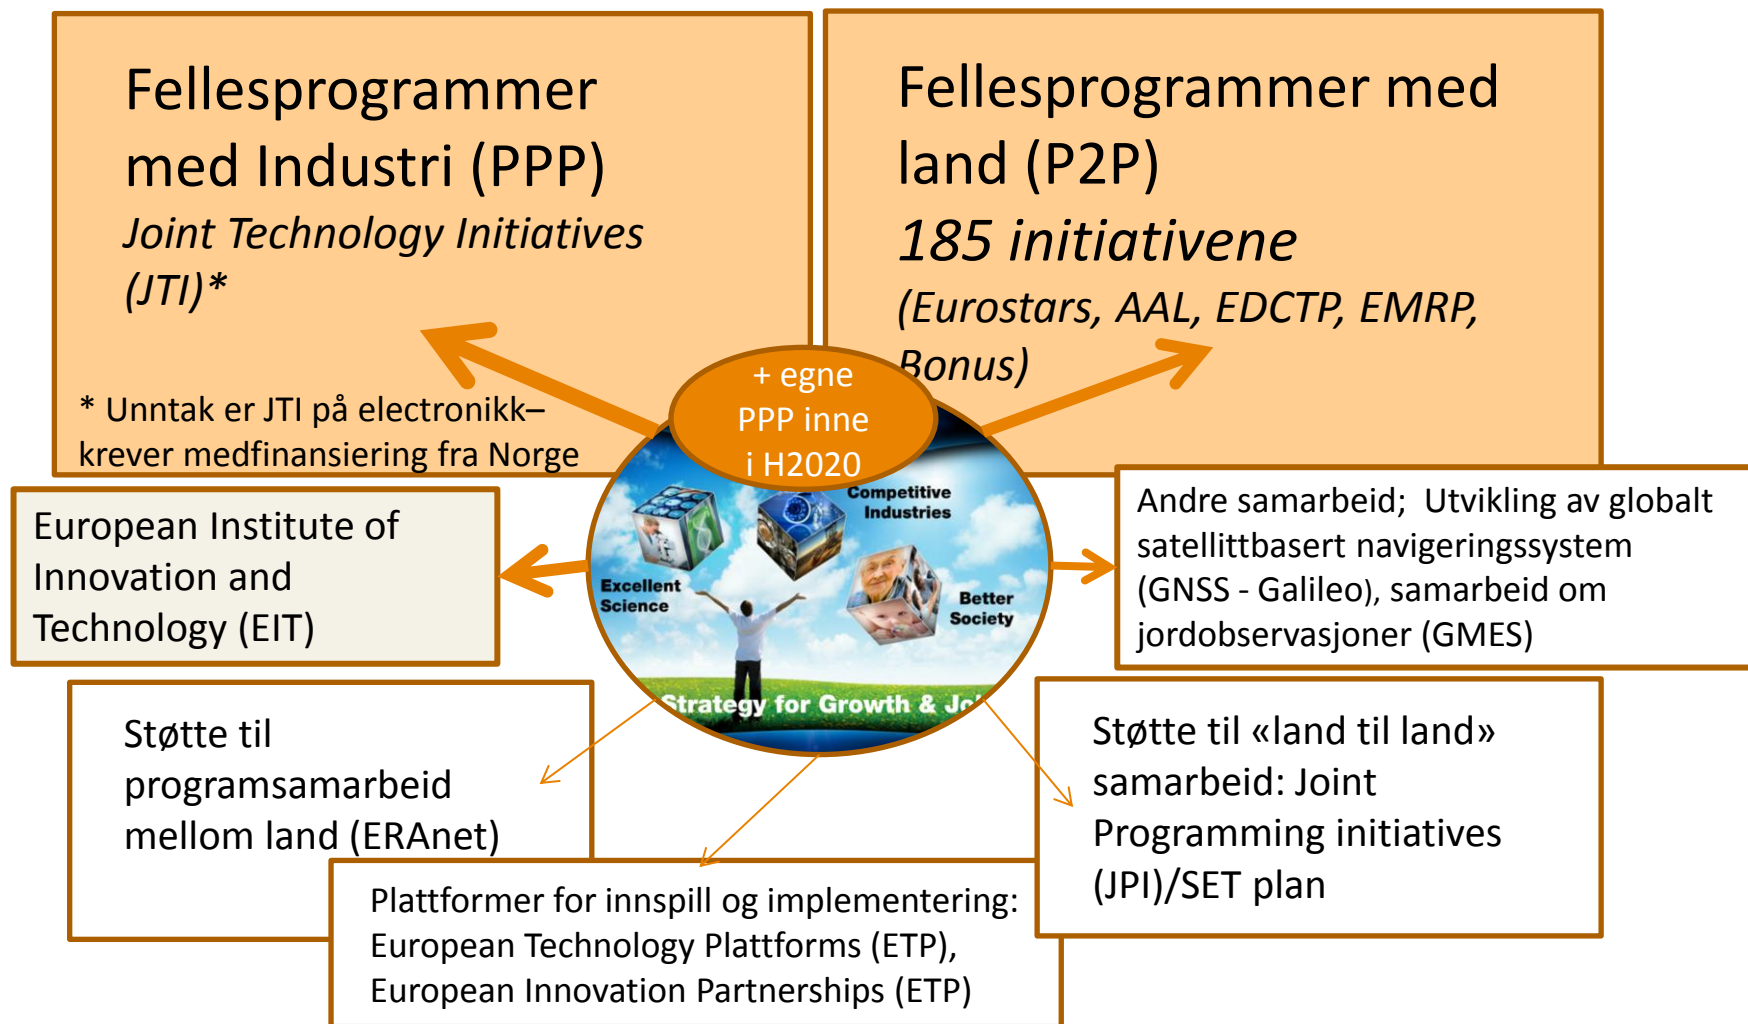 Fellesprogrammer
med Industri (PPP)
Joint Technology Initiatives
(JTI)*
* Unntak er JTI på electronikk–
krever medfinansiering fra Norge
Fellesprogrammer med
land (P2P)
185 initiativene
(Eurostars, AAL, EDCTP, EMRP,
Bonus)
+ egne
PPP inne
i H2020
Competitive
Industries
Excellent
Science
Better
Society
Strategy for Growth &
European Institute of
Innovation and
Technology (EIT)
Andre samarbeid; Utvikling av globalt
satellittbasert navigeringssystem
(GNSS - Galileo), samarbeid om
jordobservasjoner (GMES)
Støtte til
programsamarbeid
mellom land (ERAnet)
Støtte til «land til land»
samarbeid: Joint
Programming initiatives
(JPI)/SET plan
Plattformer for innspill og implementering:
European Technology Plattforms (ETP),
European Innovation Partnerships (ETP)